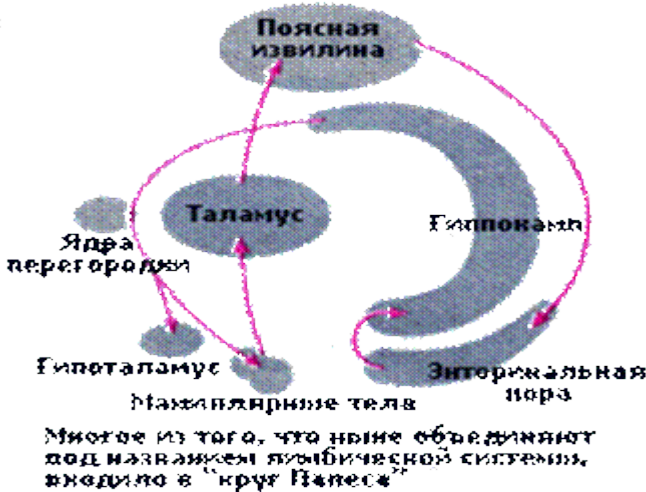 Поясная
извилина
Таламус
Гиппокамп
Ядра
перегородки
Гипоталамус
Энторинальная
кора
Мамиллярные тела
Многое из того, что ныне объединяют
под названием лимбической системы,
входило в "круг Папеса"